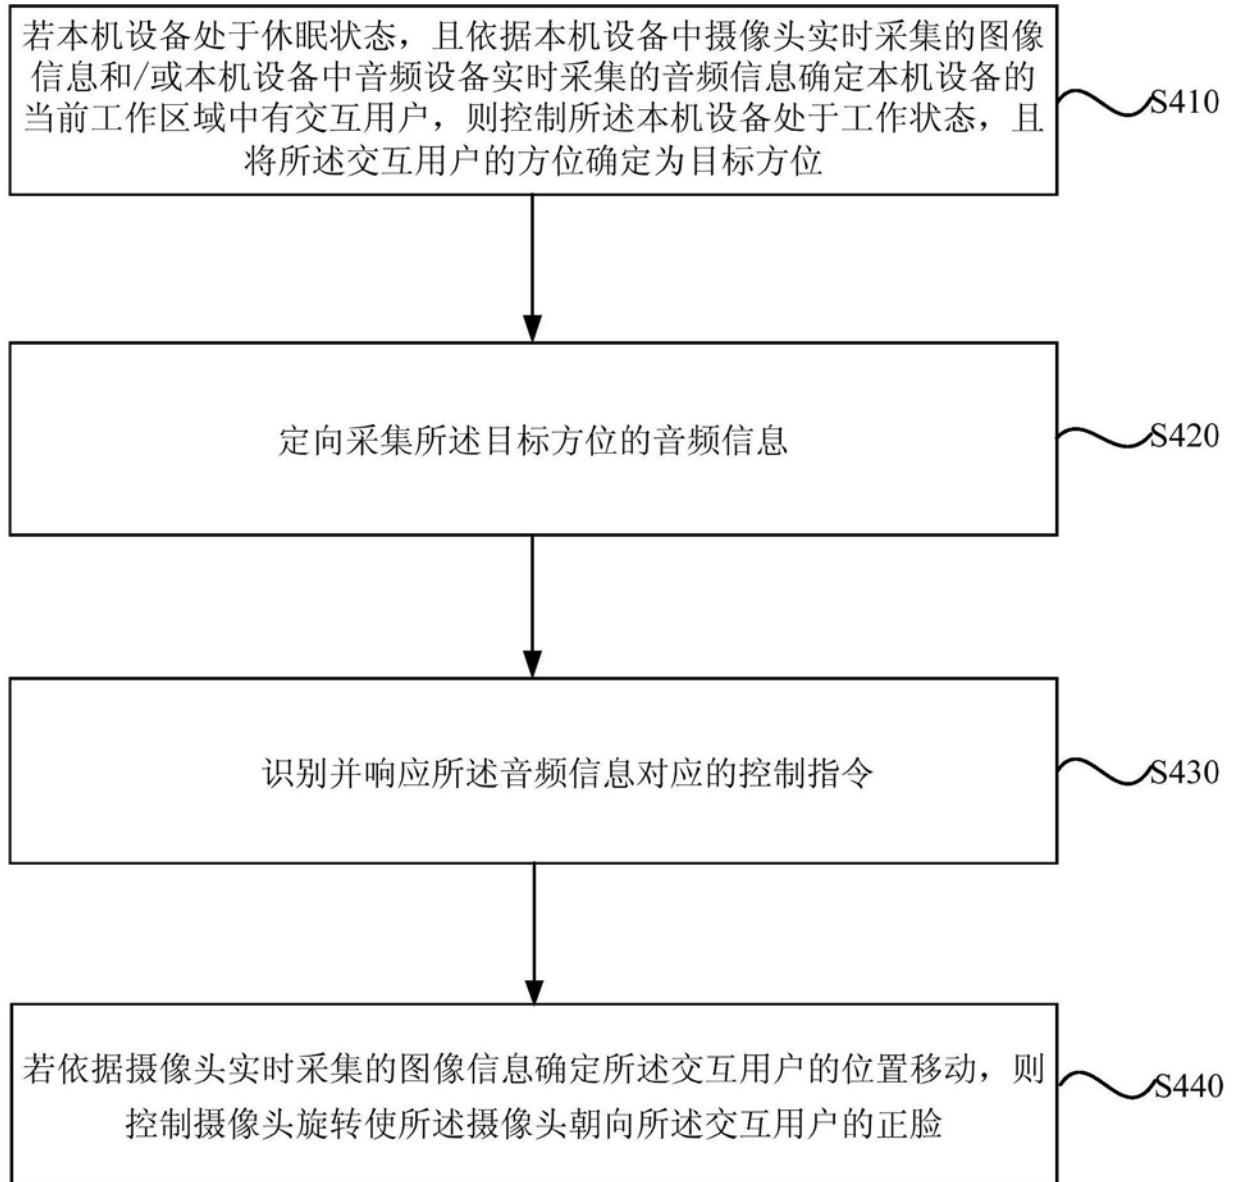 若本机设备处于休眠状态，且依据本机设备中摄像头实时采集的图像
信息和/或本机设备中音频设备实时采集的音频信息确定本机设备的
当前工作区域中有交互用户，则控制所述本机设备处于工作状态，且
将所述交互用户的方位确定为目标方位
S410
定向采集所述目标方位的音频信息
S420
识别并响应所述音频信息对应的控制指令
S430
若依据摄像头实时采集的图像信息确定所述交互用户的位置移动，则
控制摄像头旋转使所述摄像头朝向所述交互用户的正脸
S440